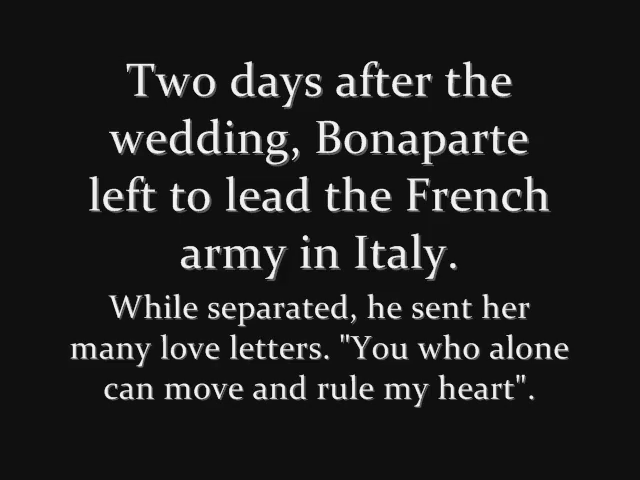 Two days after the
wedding, Bonaparte
left to lead the French
army in Italy.
While separated, he sent her
many love letters. "You who alone
can move and rule my heart".